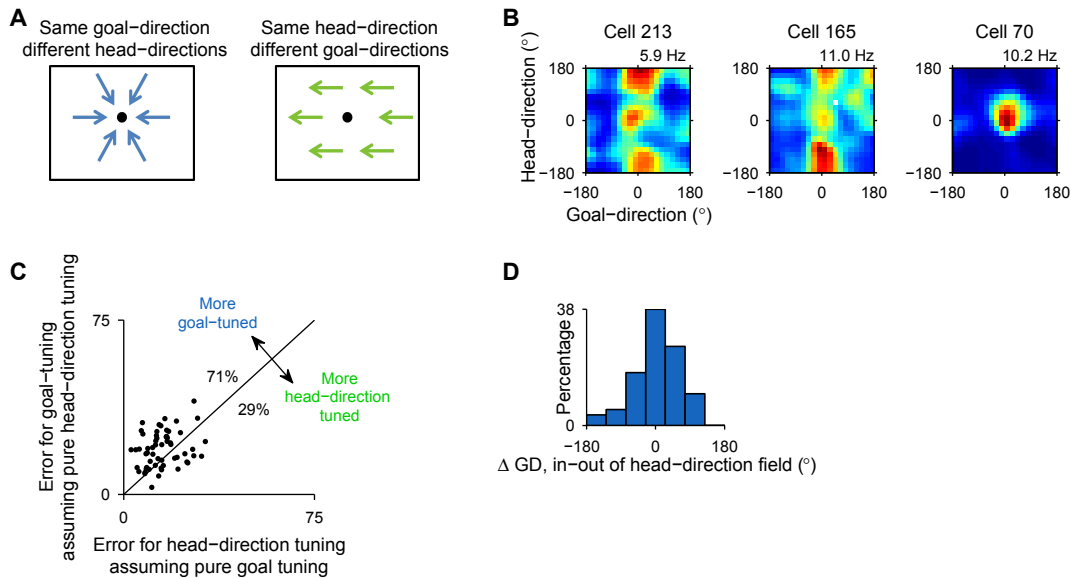 A
Same goal−direction
different head−directions
Same head−direction
different goal−directions
B
Cell 213
5.9 Hz
Cell 165
11.0 Hz
Cell 70
10.2 Hz
Head−direction (°)
180
0
−180
180
0
−180
180
0
−180
−180
0
180
−180
0
180
−180
0
180
Goal−direction (°)
C
Error for goal−tuning
assuming pure head−direction tuning
75
0
More
goal−tuned
71%
29%
More
head−direction
tuned
0
75
Error for head−direction tuning
assuming pure goal tuning
D
Percentage
38
0
−180
0
180
Δ GD, in−out of head−direction field (°)